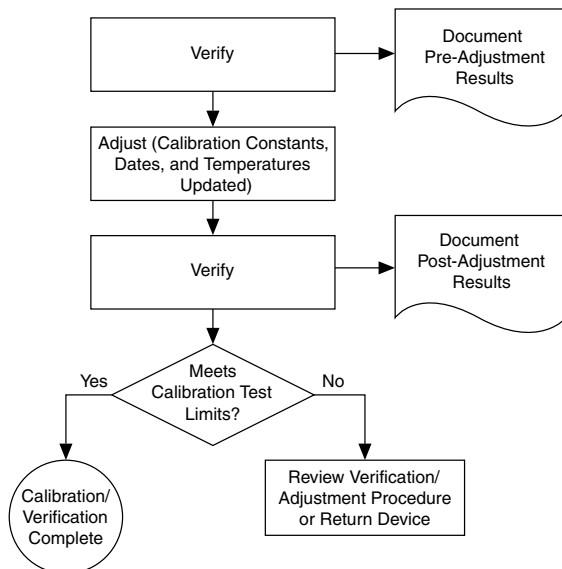 Verify
Document
Pre-Adjustment
Results
Adjust (Calibration Constants,
Dates, and Temperatures
Updated)
Verify
Document
Post-Adjustment
Results
Meets
Calibration Test
Limits?
Yes
No
Calibration/
Verification
Complete
Review Verification/
Adjustment Procedure
or Return Device